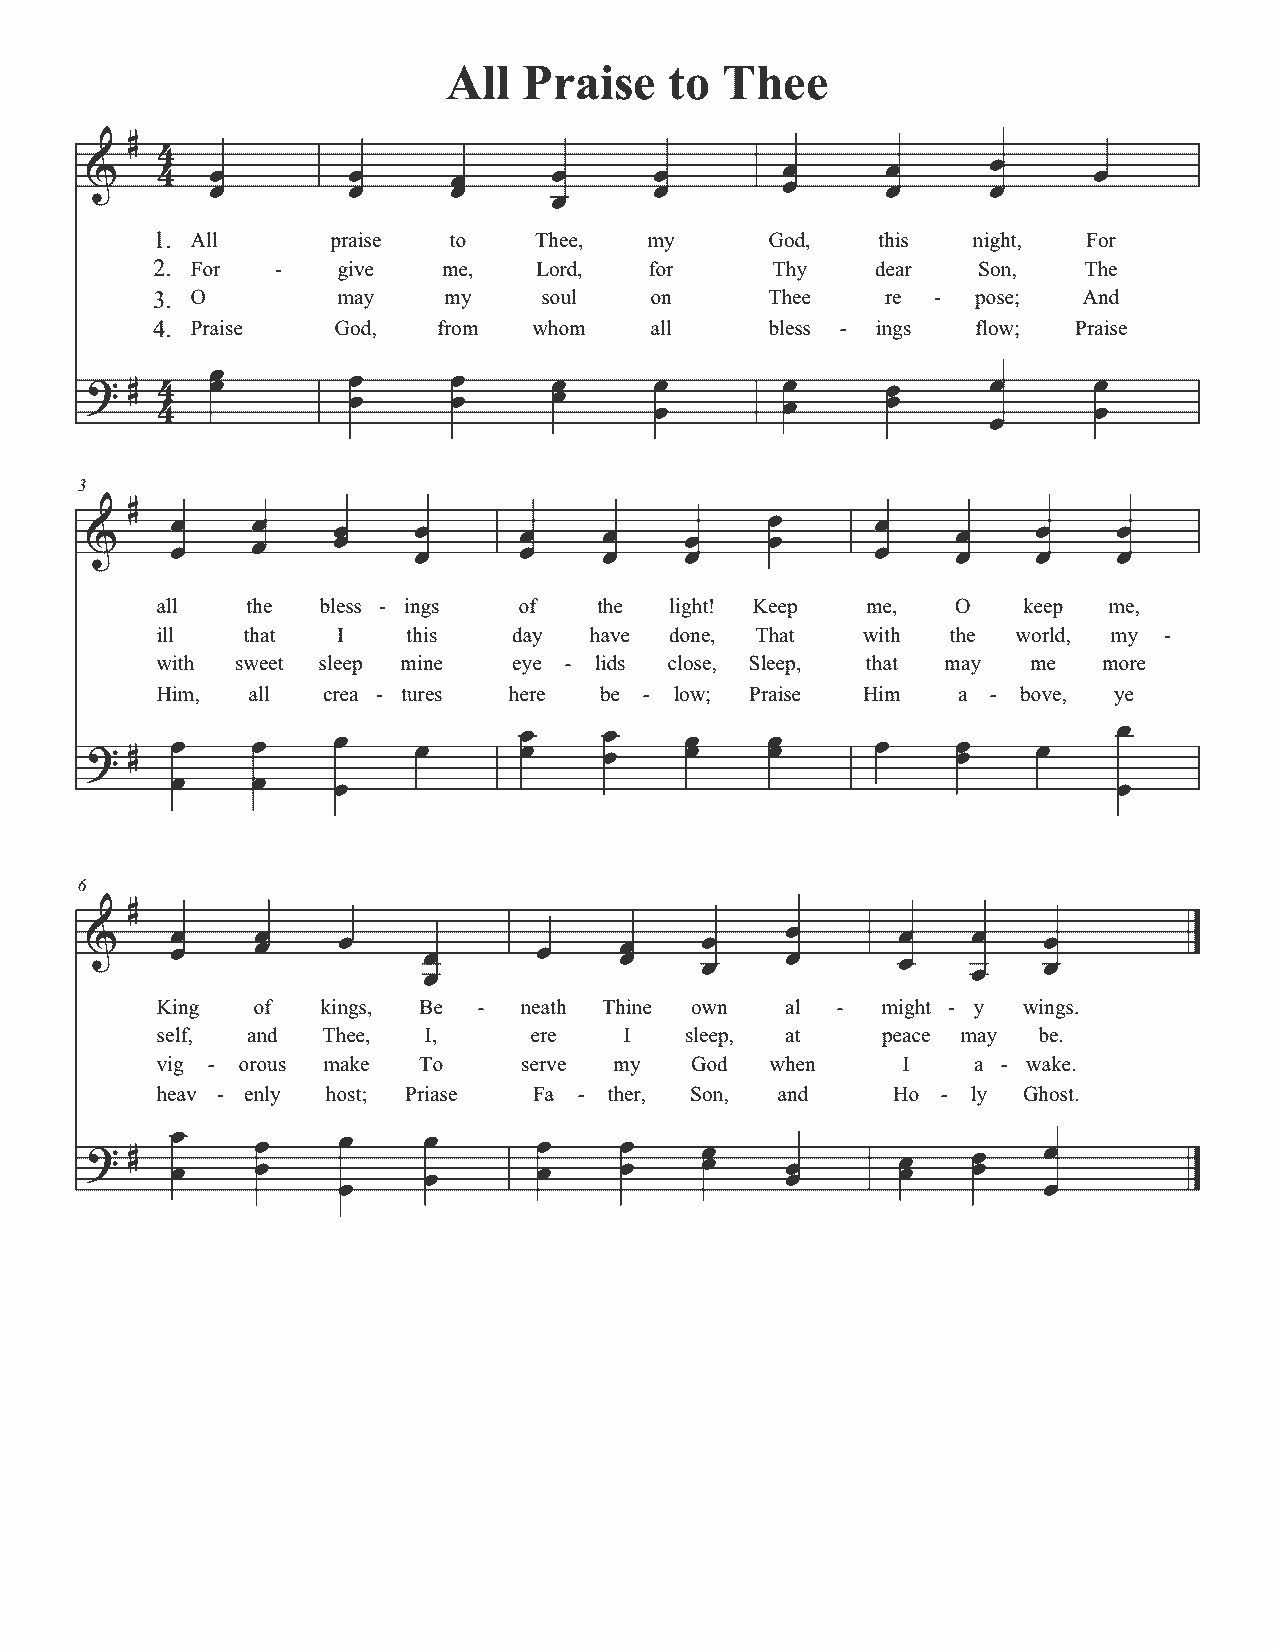 All Praise to Thee
1. All praise to Thee, my God, this night, For
2. For - give me, Lord, for Thy dear Son, The
3. O may my soul on Thee re - pose; And
4. Praise God, from whom all bless - ings flow; Praise
3
all the bless - ings of the light! Keep me, O keep me,
ill that I this day have done, That with the world, my -
with sweet sleep mine eye - lids close, Sleep, that may me more
Him, all crea - tures here be - low; Praise Him a - bove, ye
6
King of kings, Be - neath Thine own al - might - y wings.
self, and Thee, I, ere I sleep, at peace may be.
vig - orous make To serve my God when I a - wake.
heav - enly host; Priase Fa - ther, Son, and Ho - ly Ghost.